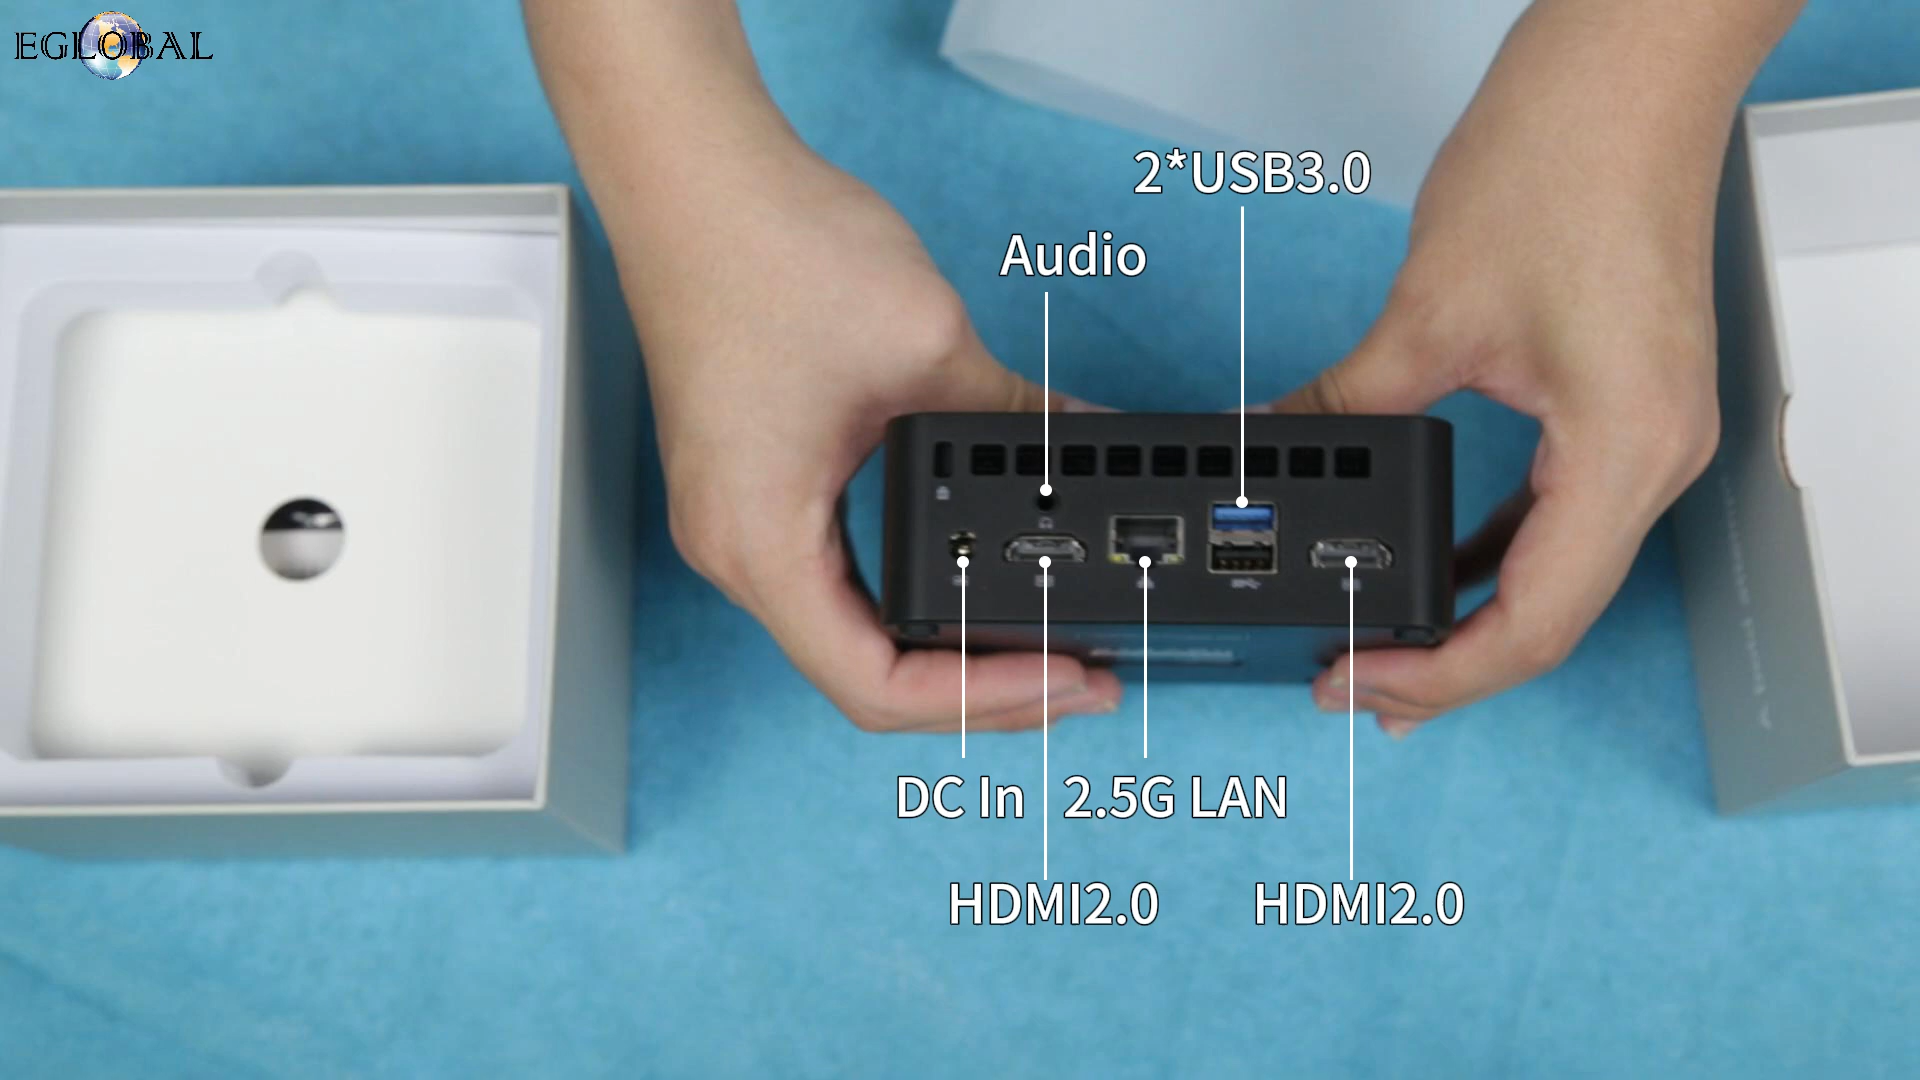 EGLOBAL
2*USB3.0
Audio
DC In
2.5G LAN
HDMI2.0
HDMI2.0